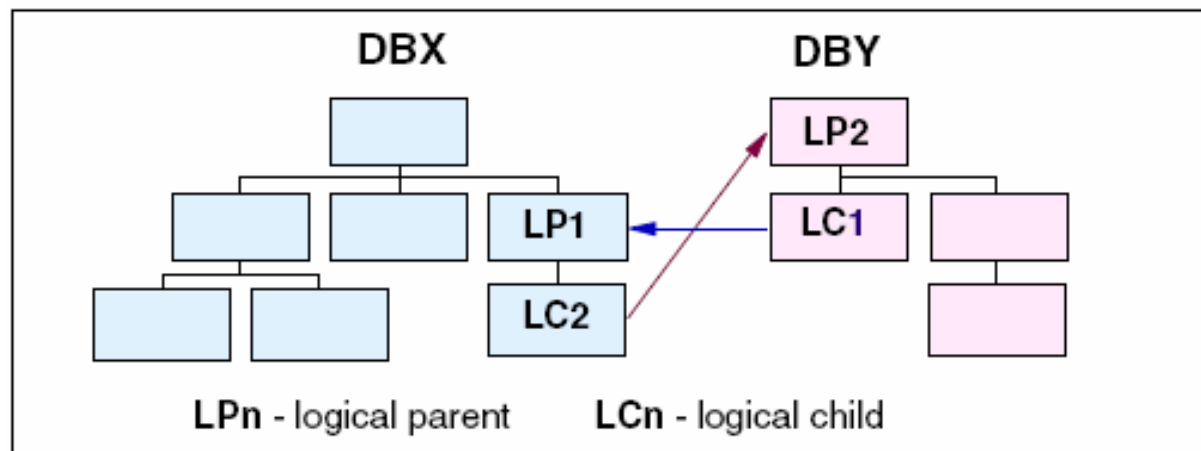 DBX DBY
LP2
LP1 LC1
LC2
LPn - logical parent LCn - logical child